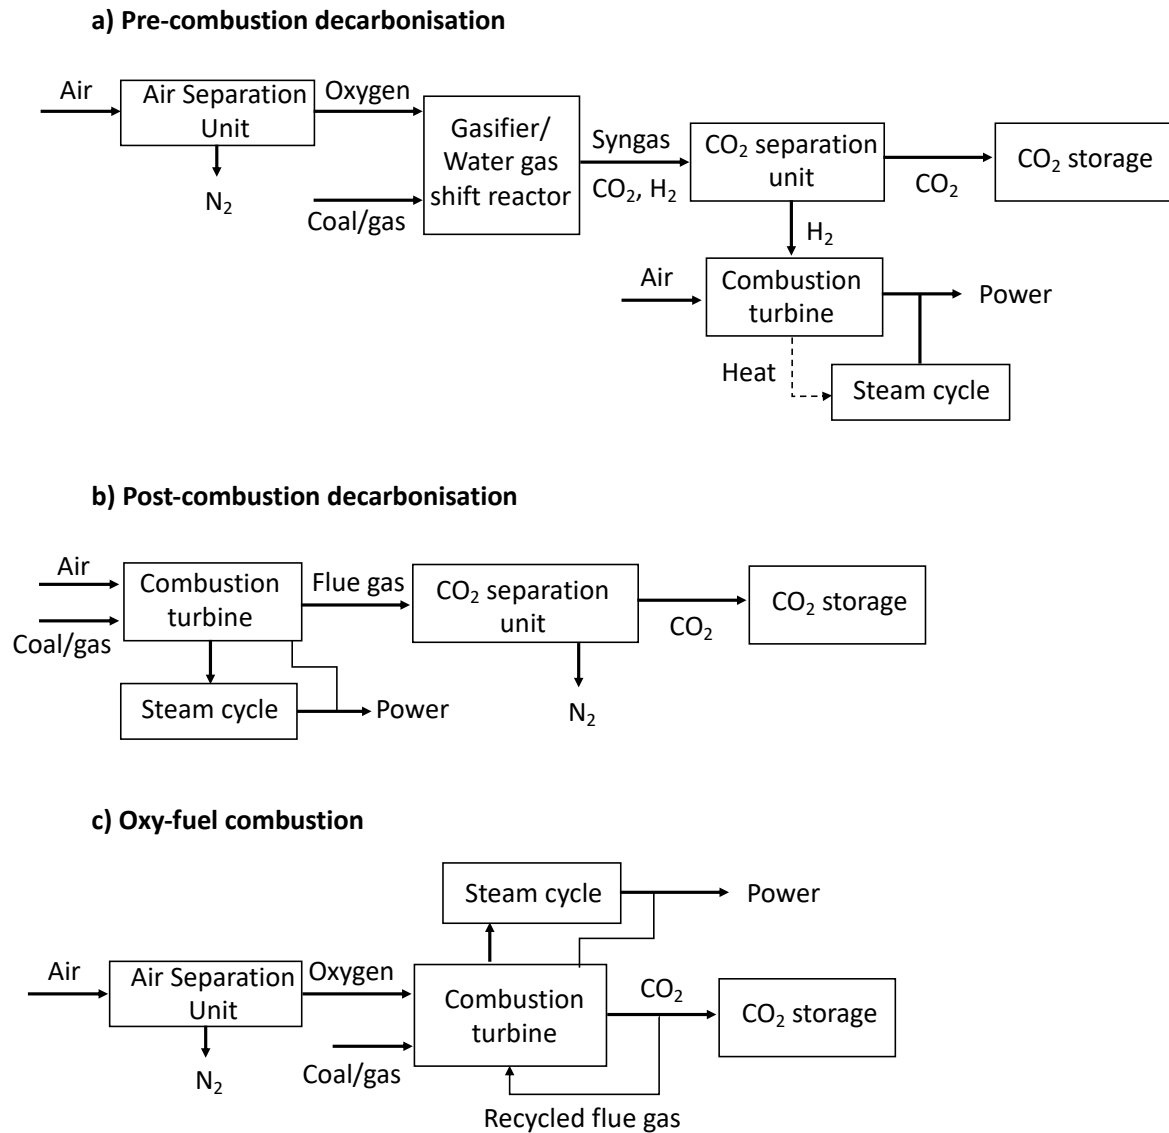 a) Pre-combustion decarbonisation
Air
Air Separation
Unit
Oxygen
N₂
Coal/gas
Gasifier/
Water gas
shift reactor
Syngas
CO₂, H₂
CO₂ separation
unit
CO₂
CO₂ storage
H₂
Air
Combustion
turbine
Power
Heat
Steam cycle
b) Post-combustion decarbonisation
Air
Coal/gas
Combustion
turbine
Flue gas
CO₂ separation
unit
CO₂
CO₂ storage
Steam cycle
Power
N₂
c) Oxy-fuel combustion
Steam cycle
Power
Air
Air Separation
Unit
Oxygen
N₂
Coal/gas
Combustion
turbine
CO₂
CO₂ storage
Recycled flue gas